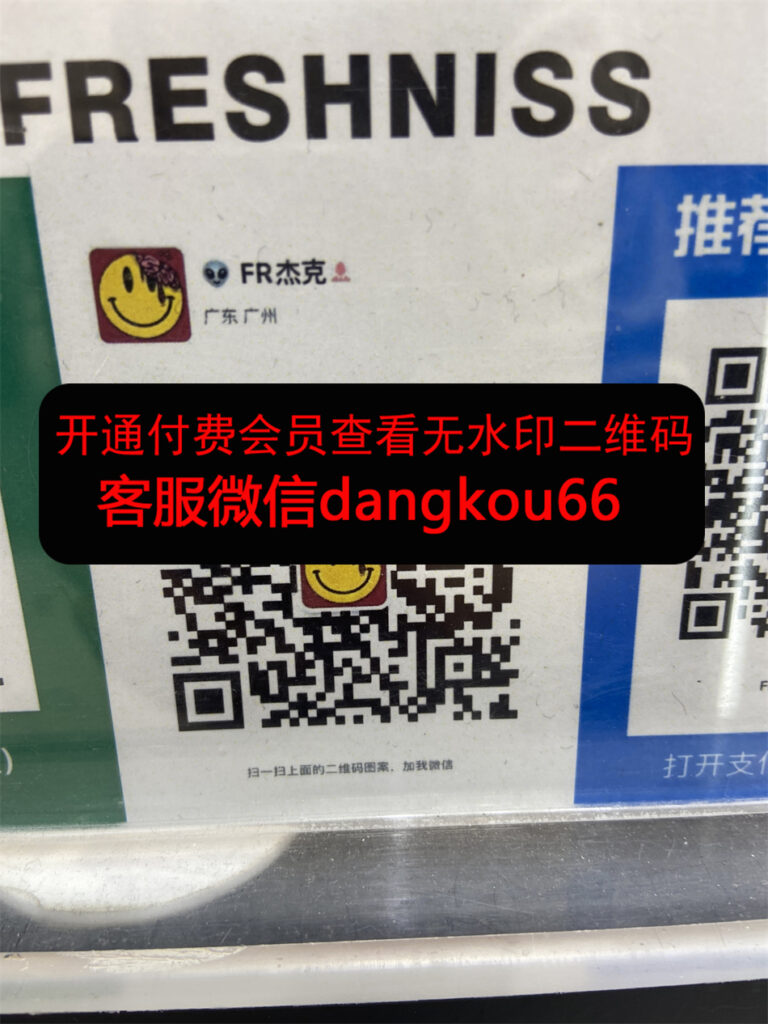 FRESHNISS
推荐
👽 FR杰克
广东 广州
开通付费会员查看无水印二维码
客服微信dangkou66
扫一扫上面的二维码图案，加我微信
打开支付